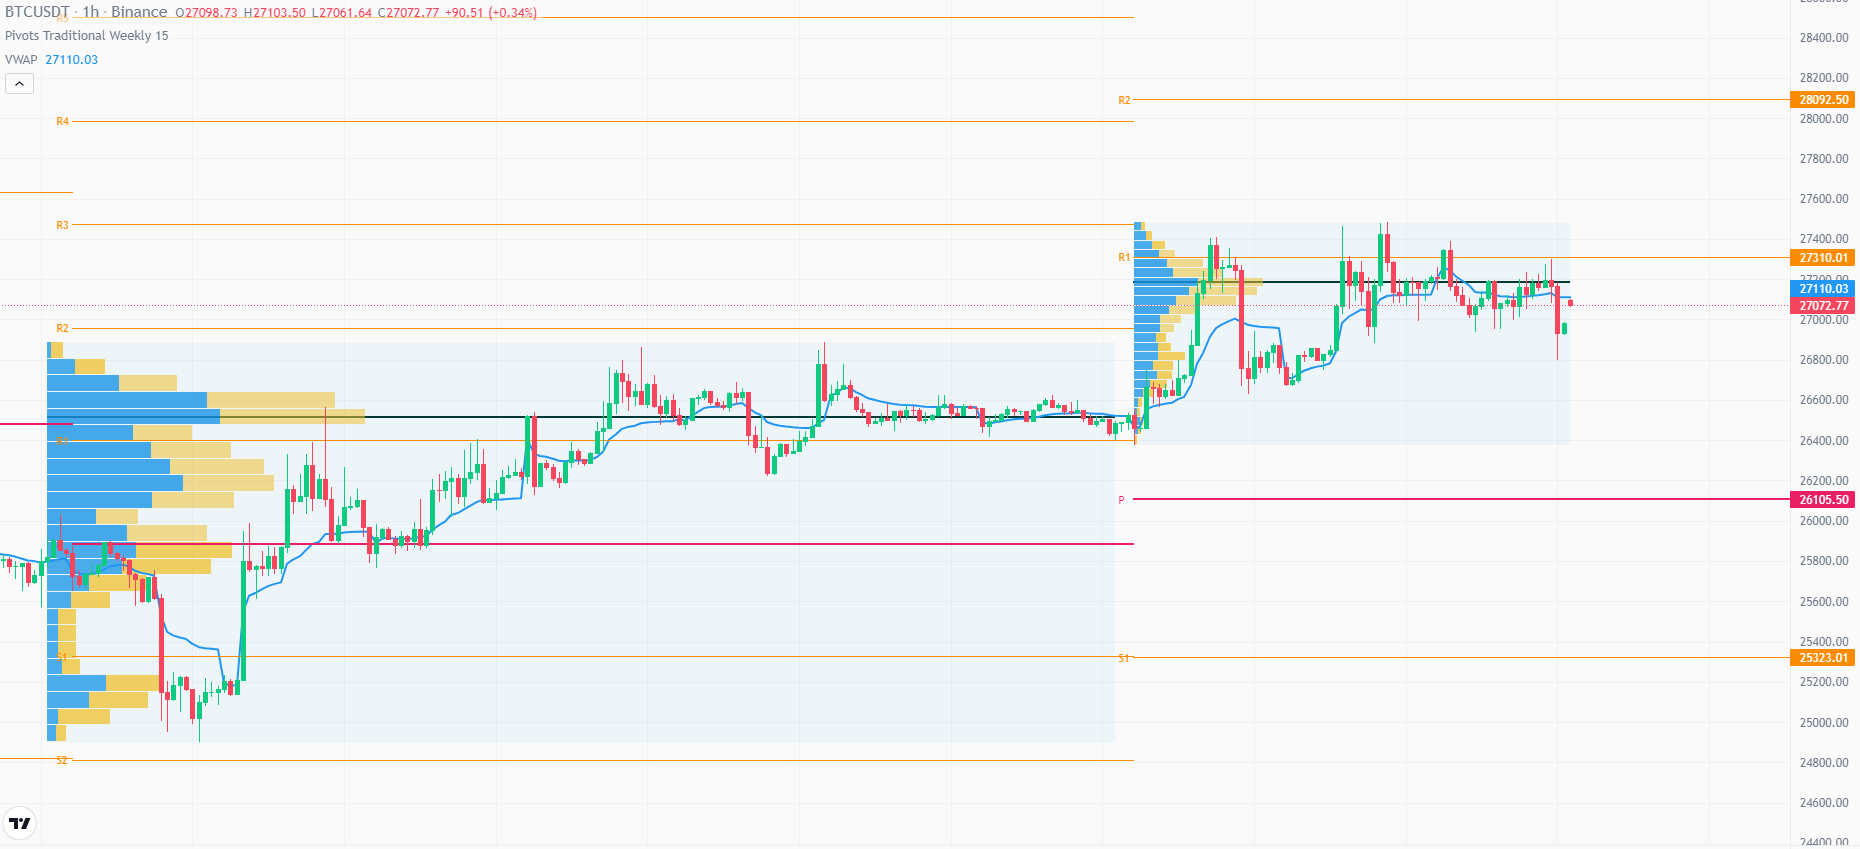 BTCUSDT · 1h · Binance O27098.73 H27103.50 L27061.64 C27072.77 +90.51 (+0.34%)
Pivots Traditional Weekly 15
VWAP 27110.03
R4
R3
R2
S1
S2
R2
R1
P
S1
28400.00
28200.00
28092.50
28000.00
27800.00
27600.00
27400.00
27310.01
27200.00
27110.03
27072.77
27000.00
26800.00
26600.00
26400.00
26200.00
26105.50
26000.00
25800.00
25600.00
25400.00
25323.01
25200.00
25000.00
24800.00
24600.00
24400.00